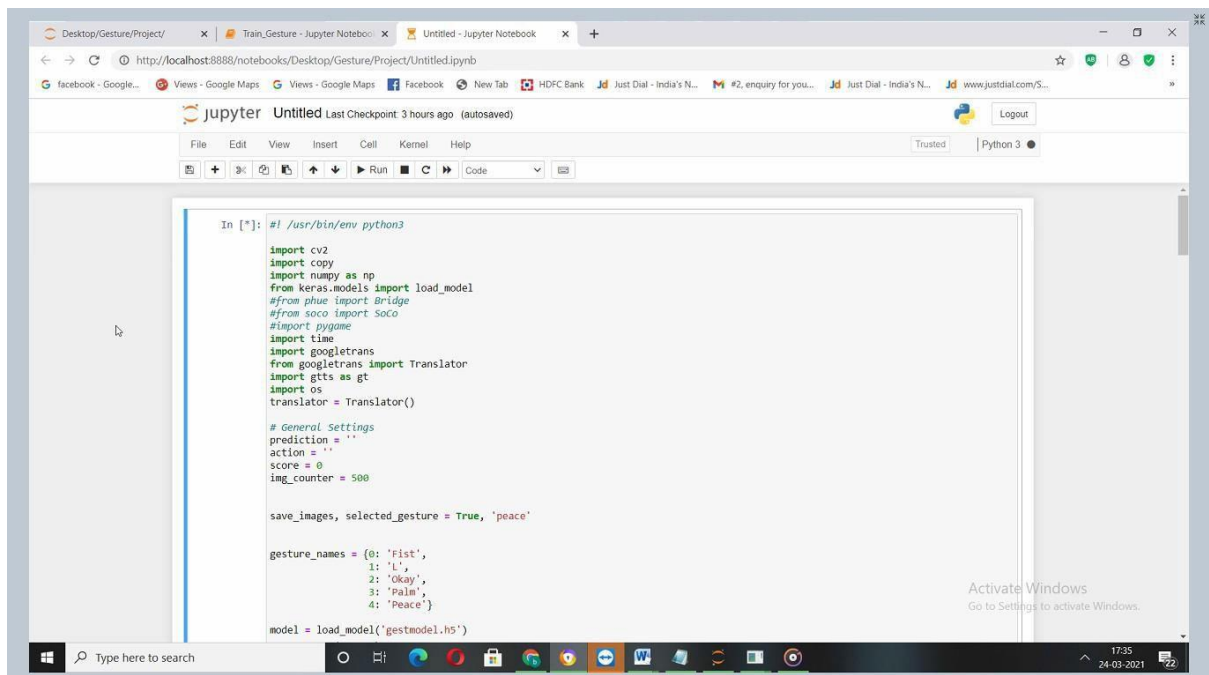 Desktop/Gesture/Project/
Train_Gesture - Jupyter Noteboo
Untitled - Jupyter Notebook
http://localhost:8888/notebooks/Desktop/Gesture/Project/Untitled.ipynb
facebook - Google...
Views - Google Maps
Views - Google Maps
Facebook
New Tab
HDFC Bank
Just Dial - India's N...
#2, enquiry for you...
Just Dial - India's N...
www.justdial.com/S...
jupyter Untitled Last Checkpoint: 3 hours ago (autosaved)
Logout
File Edit View Insert Cell Kernel Help
Trusted
Python 3
Run
Code
In [*]: #! /usr/bin/env python3
import cv2
import copy
import numpy as np
from keras.models import load_model
#from phue import Bridge
#from soco import SoCo
#import pygame
import time
import googletrans
from googletrans import Translator
import gtts as gt
import os
translator = Translator()
# General Settings
prediction = ''
action = ''
score = 0
img_counter = 500
save_images, selected_gesture = True, 'peace'
gesture_names = {0: 'Fist',
1: 'L',
2: 'Okay',
3: 'Palm',
4: 'Peace'}
model = load_model('gestmodel.h5')
Activate Windows
Go to Settings to activate Windows.
Type here to search
17:35
24-03-2021
22